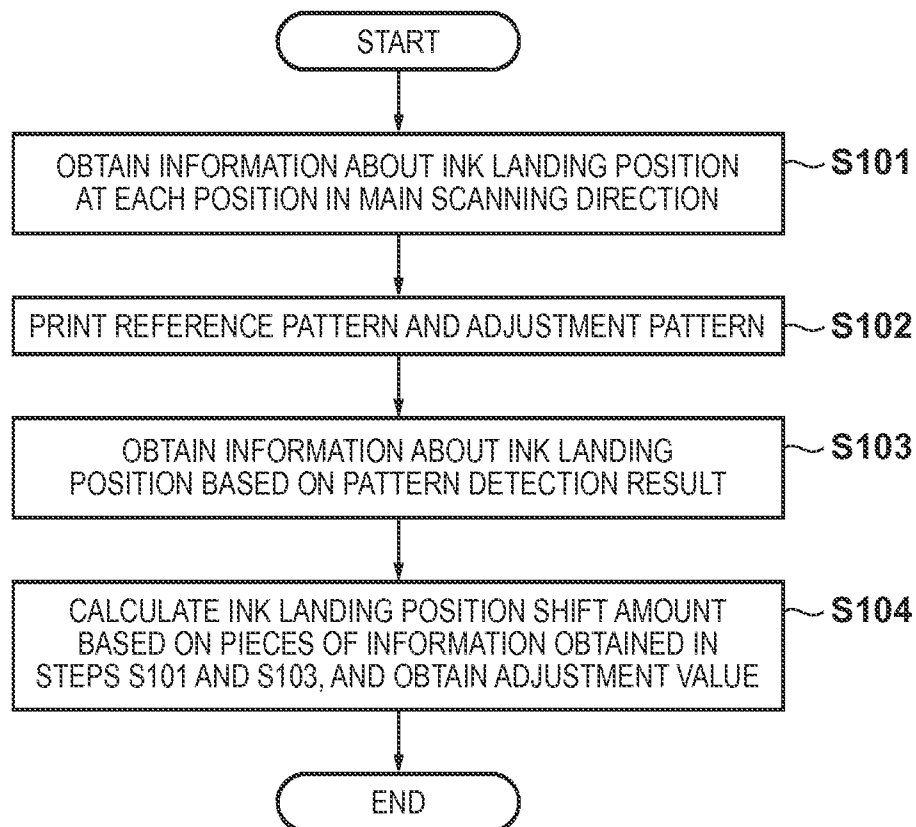 START
OBTAIN INFORMATION ABOUT INK LANDING POSITION
AT EACH POSITION IN MAIN SCANNING DIRECTION
S101
PRINT REFERENCE PATTERN AND ADJUSTMENT PATTERN
S102
OBTAIN INFORMATION ABOUT INK LANDING
POSITION BASED ON PATTERN DETECTION RESULT
S103
CALCULATE INK LANDING POSITION SHIFT AMOUNT
BASED ON PIECES OF INFORMATION OBTAINED IN
STEPS S101 AND S103, AND OBTAIN ADJUSTMENT VALUE
S104
END